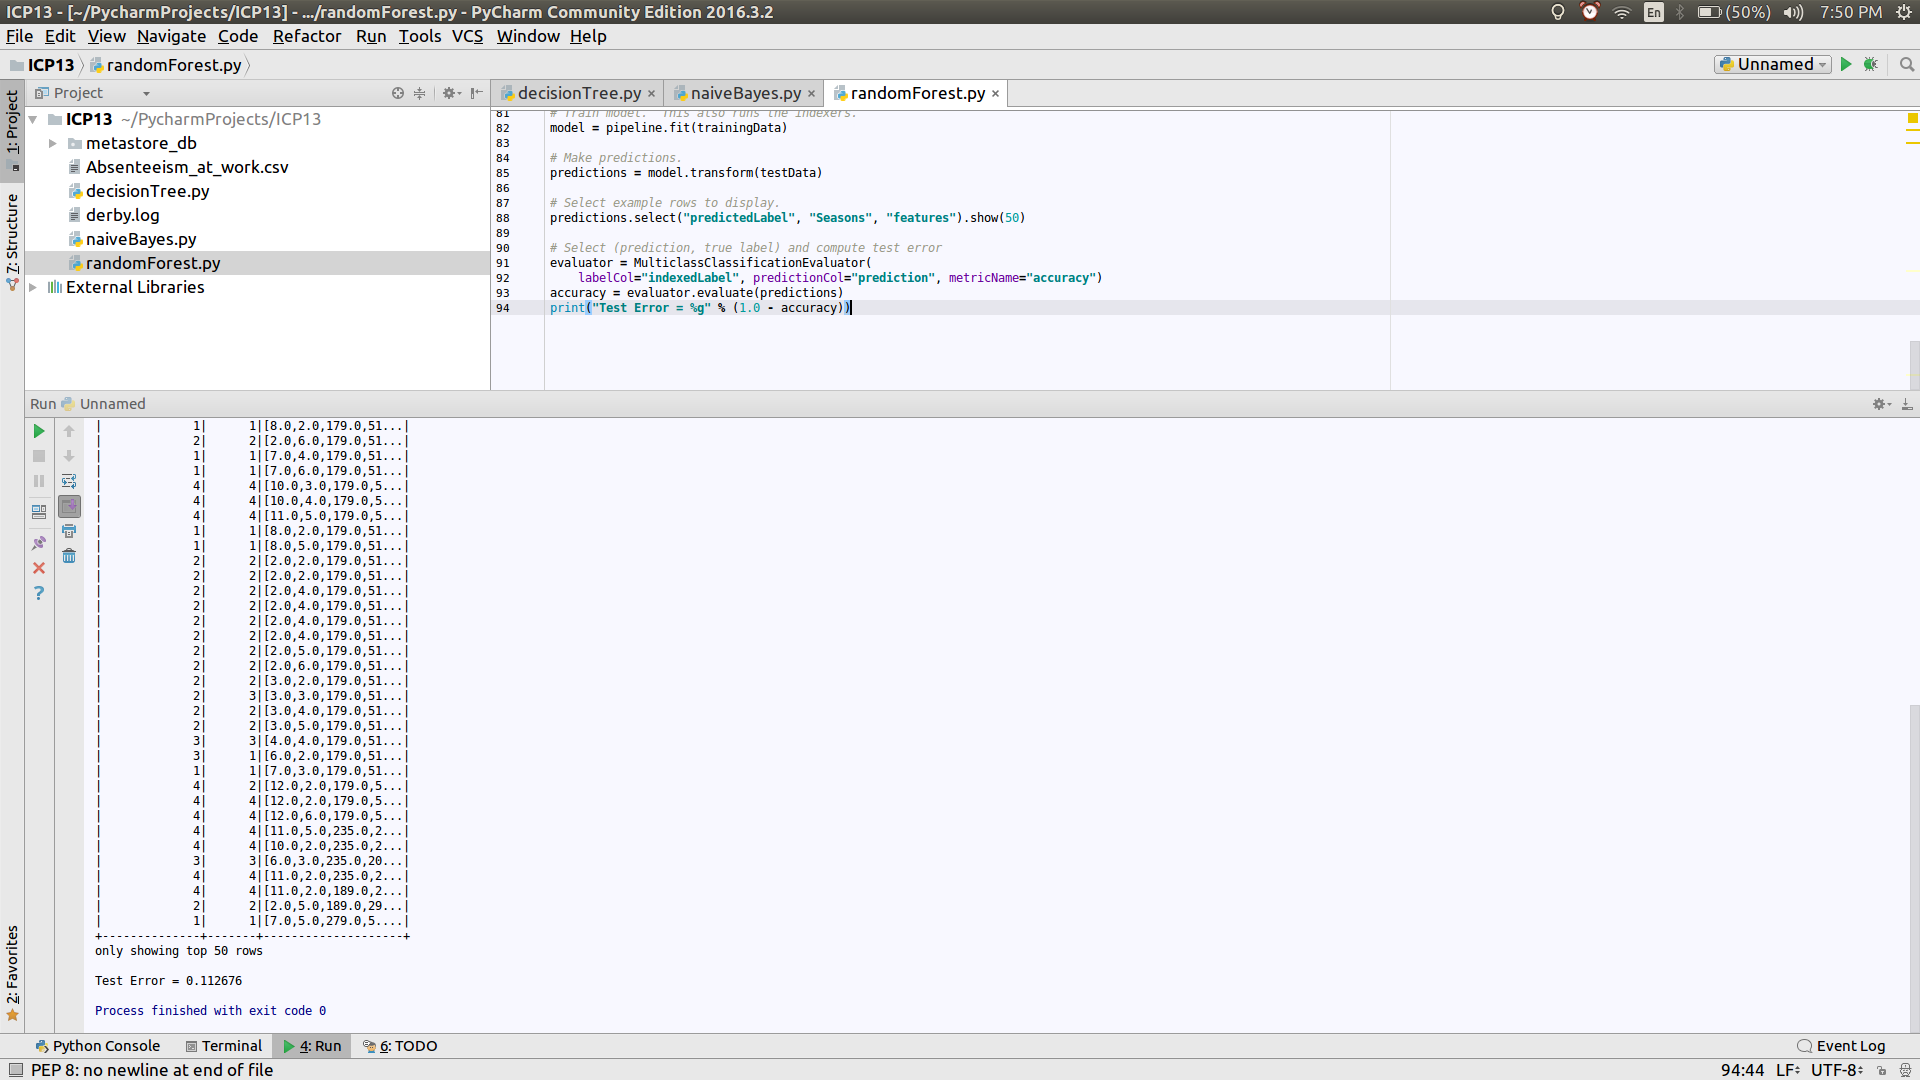 ICP13 - [~/PycharmProjects/ICP13] - .../randomForest.py - PyCharm Community Edition 2016.3.2
En (50%) 7:50 PM
File Edit View Navigate Code Refactor Run Tools VCS Window Help
ICP13 randomForest.py Unnamed
1: Project
7: Structure
2: Favorites
Project
ICP13 ~/PycharmProjects/ICP13
metastore_db
Absenteeism_at_work.csv
decisionTree.py
derby.log
naiveBayes.py
randomForest.py
External Libraries
decisionTree.py × naiveBayes.py × randomForest.py ×
81 # Train model. This also runs the indexers.
82 model = pipeline.fit(trainingData)
83
84 # Make predictions.
85 predictions = model.transform(testData)
86
87 # Select example rows to display.
88 predictions.select("predictedLabel", "Seasons", "features").show(50)
89
90 # Select (prediction, true label) and compute test error
91 evaluator = MulticlassClassificationEvaluator(
92     labelCol="indexedLabel", predictionCol="prediction", metricName="accuracy")
93 accuracy = evaluator.evaluate(predictions)
94 print("Test Error = %g" % (1.0 - accuracy))
Run Unnamed
|             1|      1|[8.0,2.0,179.0,51...|
|             2|      2|[2.0,6.0,179.0,51...|
|             1|      1|[7.0,4.0,179.0,51...|
|             1|      1|[7.0,6.0,179.0,51...|
|             4|      4|[10.0,3.0,179.0,5...|
|             4|      4|[10.0,4.0,179.0,5...|
|             4|      4|[11.0,5.0,179.0,5...|
|             1|      1|[8.0,2.0,179.0,51...|
|             1|      1|[8.0,5.0,179.0,51...|
|             2|      2|[2.0,2.0,179.0,51...|
|             2|      2|[2.0,2.0,179.0,51...|
|             2|      2|[2.0,4.0,179.0,51...|
|             2|      2|[2.0,4.0,179.0,51...|
|             2|      2|[2.0,4.0,179.0,51...|
|             2|      2|[2.0,4.0,179.0,51...|
|             2|      2|[2.0,5.0,179.0,51...|
|             2|      2|[2.0,6.0,179.0,51...|
|             2|      2|[3.0,2.0,179.0,51...|
|             2|      3|[3.0,3.0,179.0,51...|
|             2|      2|[3.0,4.0,179.0,51...|
|             2|      2|[3.0,5.0,179.0,51...|
|             3|      3|[4.0,4.0,179.0,51...|
|             3|      1|[6.0,2.0,179.0,51...|
|             1|      1|[7.0,3.0,179.0,51...|
|             4|      2|[12.0,2.0,179.0,5...|
|             4|      4|[12.0,2.0,179.0,5...|
|             4|      4|[12.0,6.0,179.0,5...|
|             4|      4|[11.0,5.0,235.0,2...|
|             4|      4|[10.0,2.0,235.0,2...|
|             3|      3|[6.0,3.0,235.0,20...|
|             4|      4|[11.0,2.0,235.0,2...|
|             4|      4|[11.0,2.0,189.0,2...|
|             2|      2|[2.0,5.0,189.0,29...|
|             1|      1|[7.0,5.0,279.0,5....|
+--------------+-------+--------------------+
only showing top 50 rows
Test Error = 0.112676
Process finished with exit code 0
Python Console Terminal 4: Run 6: TODO Event Log
PEP 8: no newline at end of file 94:44 LF UTF-8